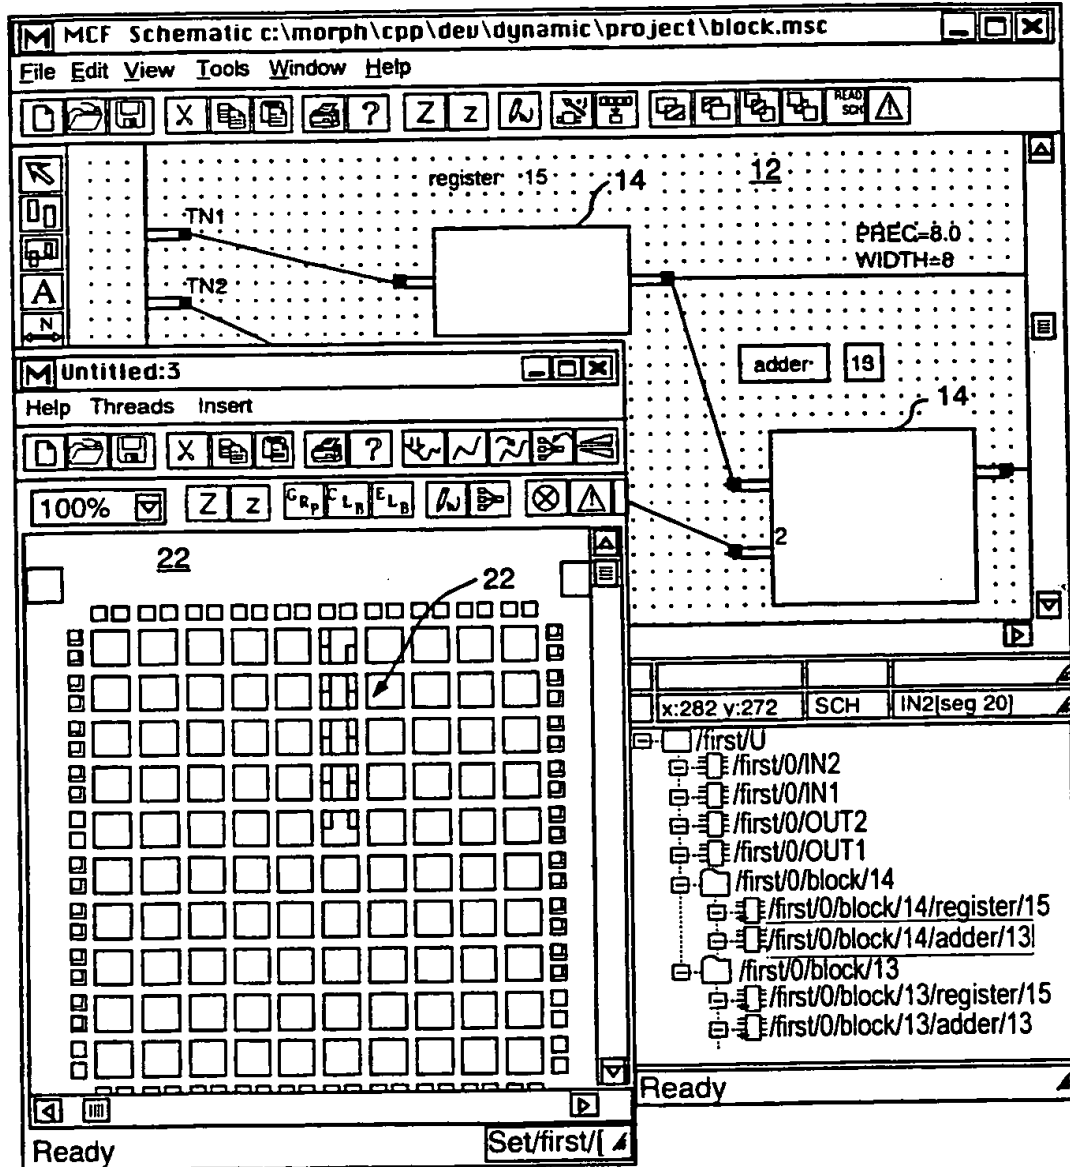 M MCF Schematic c:\morph\cpp\dev\dynamic\project\block.msc
File Edit View Tools Window Help
? Z z READ SCH
register 15 14 12
TN1
PREC=8.0
WIDTH=8
TN2
A
N
adder 13
14
2
M Untitled:3
Help Threads Insert
?
100% Z z GRP CLB ELB
22
22
x:282 y:272 SCH IN2[seg 20]
/first/U
/first/0/IN2
/first/0/IN1
/first/0/OUT2
/first/0/OUT1
/first/0/block/14
/first/0/block/14/register/15
/first/0/block/14/adder/13
/first/0/block/13
/first/0/block/13/register/15
/first/0/block/13/adder/13
Ready
Ready Set/first/[